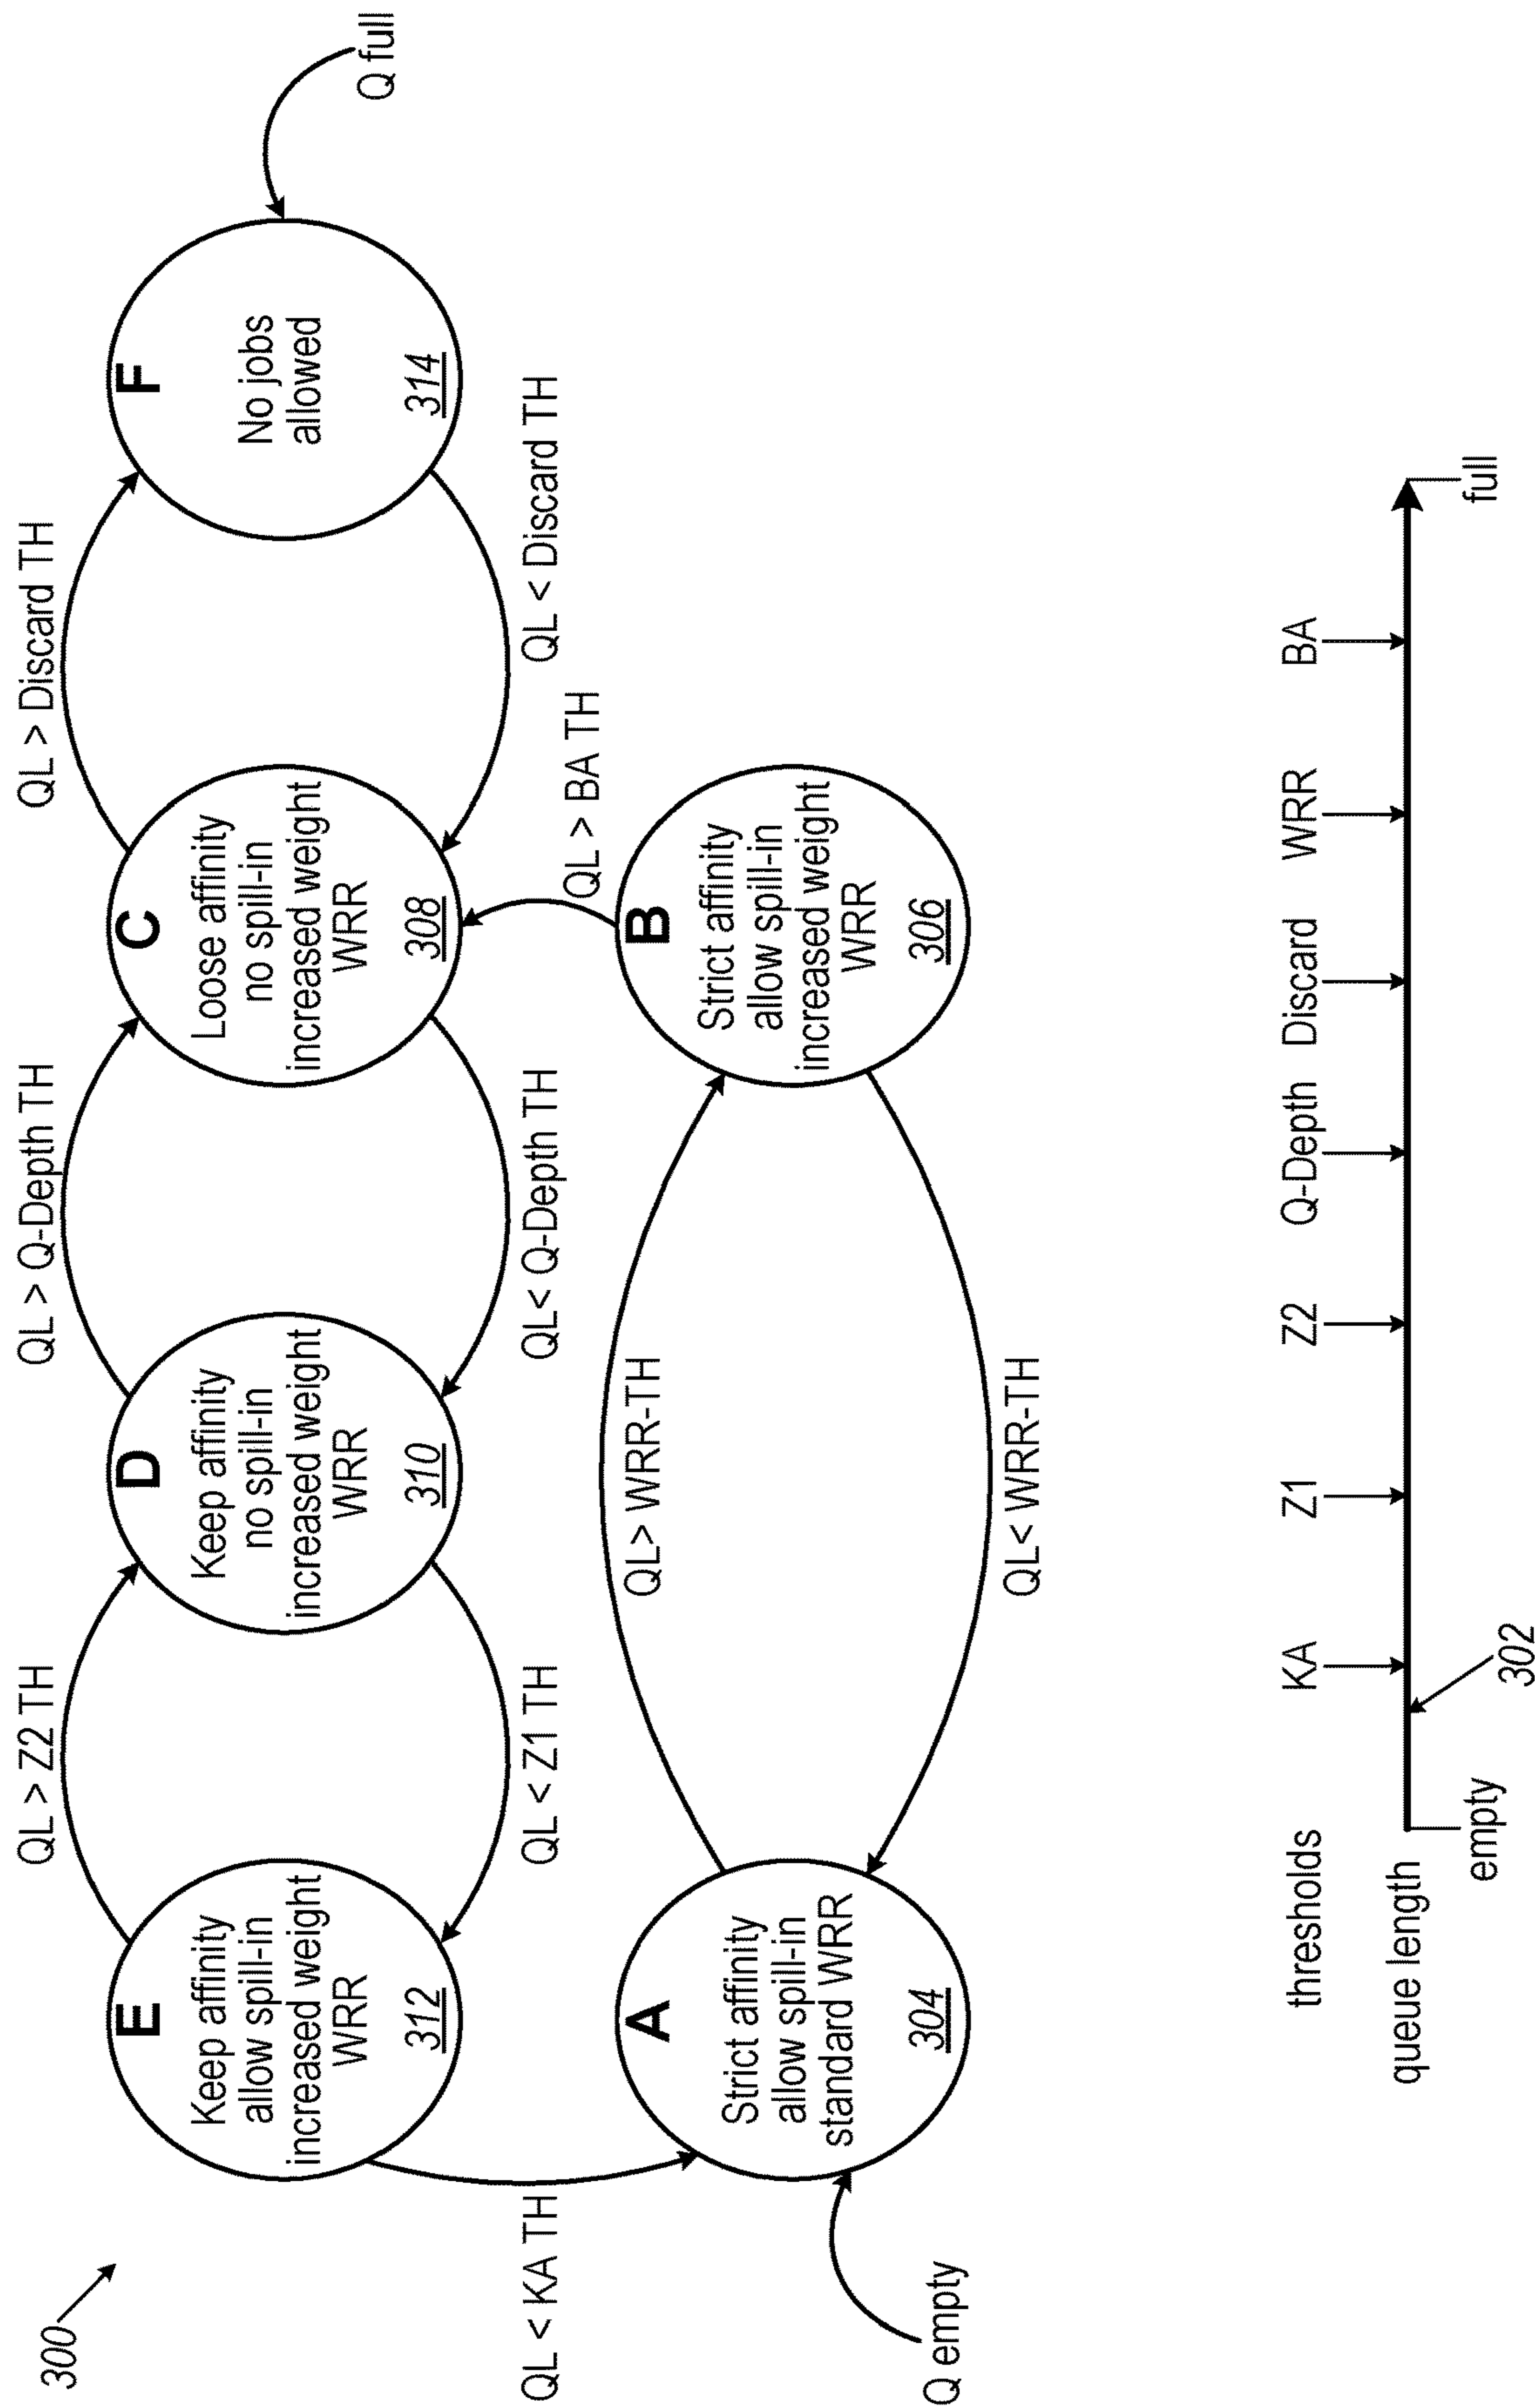 300
QL > Z2 TH
QL > Q-Depth TH
QL > Discard TH
E
Keep affinity
allow spill-in
increased weight
WRR
312
D
Keep affinity
no spill-in
increased weight
WRR
310
C
Loose affinity
no spill-in
increased weight
WRR
308
F
No jobs
allowed
314
Q full
QL < KA TH
QL < Z1 TH
QL< Q-Depth TH
QL < Discard TH
QL > BA TH
QL> WRR-TH
A
Strict affinity
allow spill-in
standard WRR
304
B
Strict affinity
allow spill-in
increased weight
WRR
306
Q empty
QL< WRR-TH
thresholds
KA
Z1
Z2
Q-Depth
Discard
WRR
BA
queue length
empty
302
full